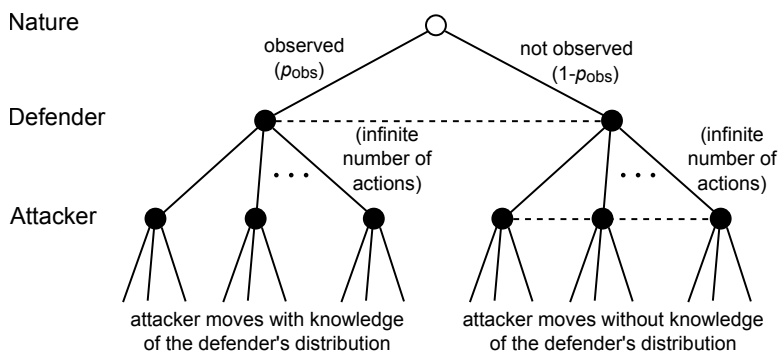 Nature
observed
(pobs)
not observed
(1-pobs)
Defender
(infinite
number of
actions)
(infinite
number of
actions)
. . .
. . .
Attacker
attacker moves with knowledge
of the defender's distribution
attacker moves without knowledge
of the defender's distribution